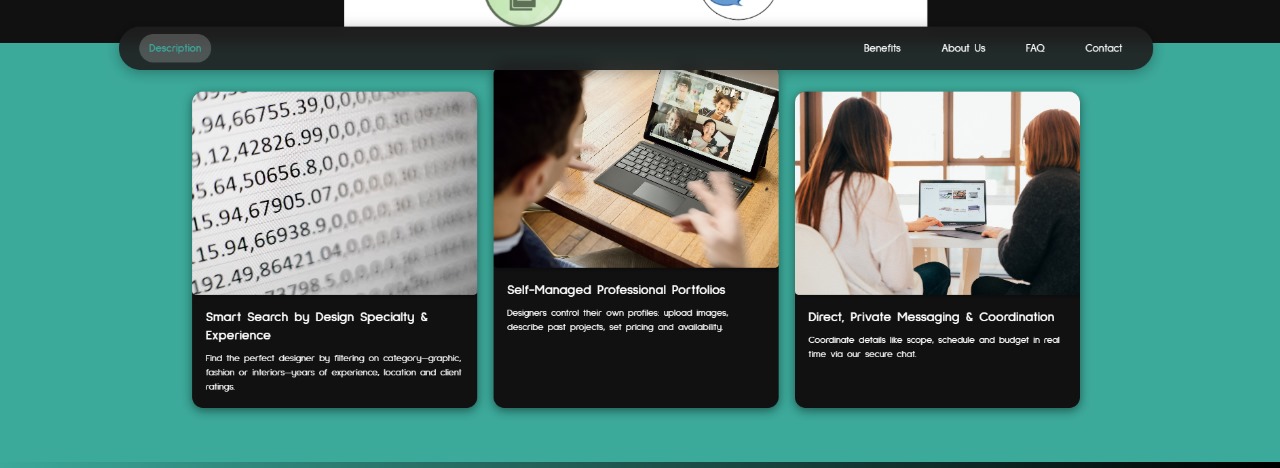 Description
Benefits
About Us
FAQ
Contact
.94,66755.39,0,0,0,0,30
9.12,42826.99,0,0,0,0,30
5.64,50656.8,0,0,0,0,30
15.94,67905.07,0,0,0,0
115.94,66938.9,0,0,0,0
192.49,86421.04,0,0,0,0
Smart Search by Design Specialty &
Experience
Find the perfect designer by filtering on category—graphic,
fashion or interiors—years of experience, location and client
ratings.
Self-Managed Professional Portfolios
Designers control their own profiles: upload images,
describe past projects, set pricing and availability.
Direct, Private Messaging & Coordination
Coordinate details like scope, schedule and budget in real
time via our secure chat.